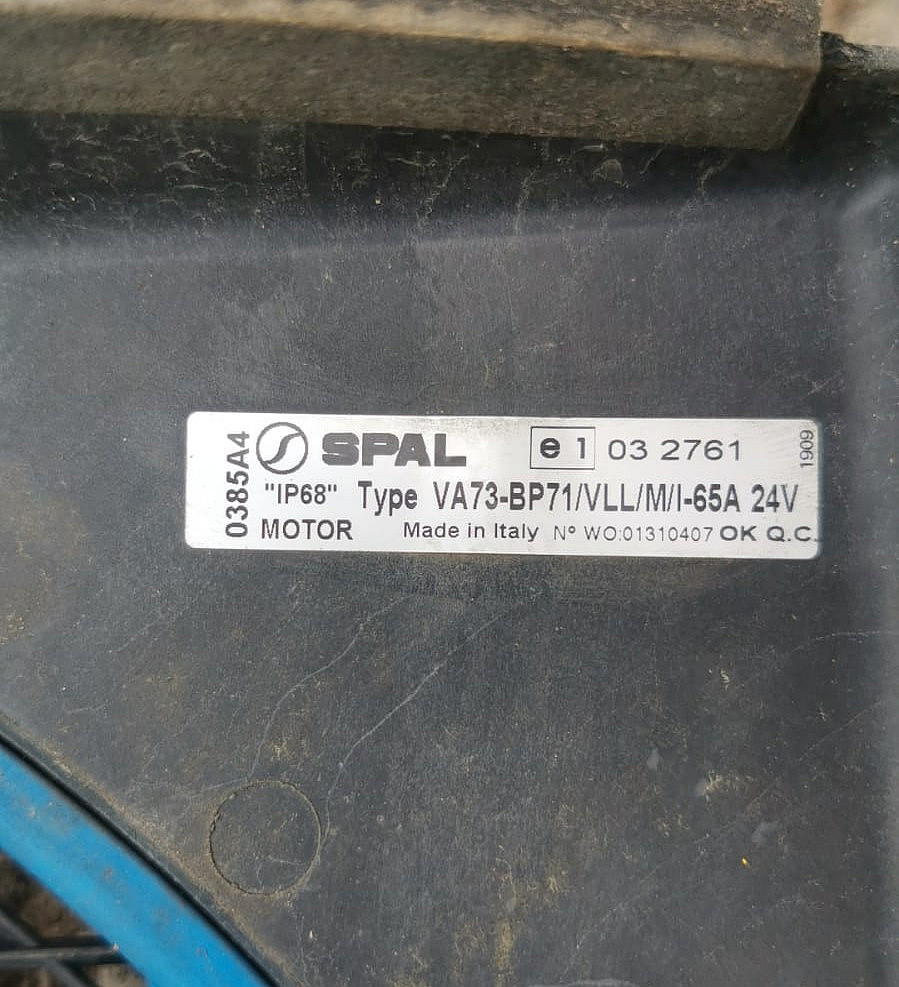 0385A4
SPAL e1 03 2761
1909
"IP68" Type VA73-BP71/VLL/M/I-65A 24V
MOTOR Made in Italy N° WO:01310407 OK Q.C.